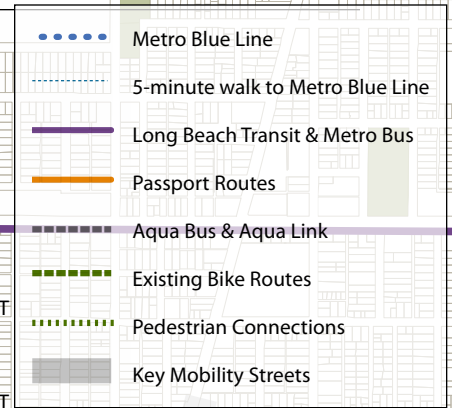 Metro Blue Line
5-minute walk to Metro Blue Line
Long Beach Transit & Metro Bus
Passport Routes
Aqua Bus & Aqua Link
Existing Bike Routes
T
Pedestrian Connections
Key Mobility Streets
T